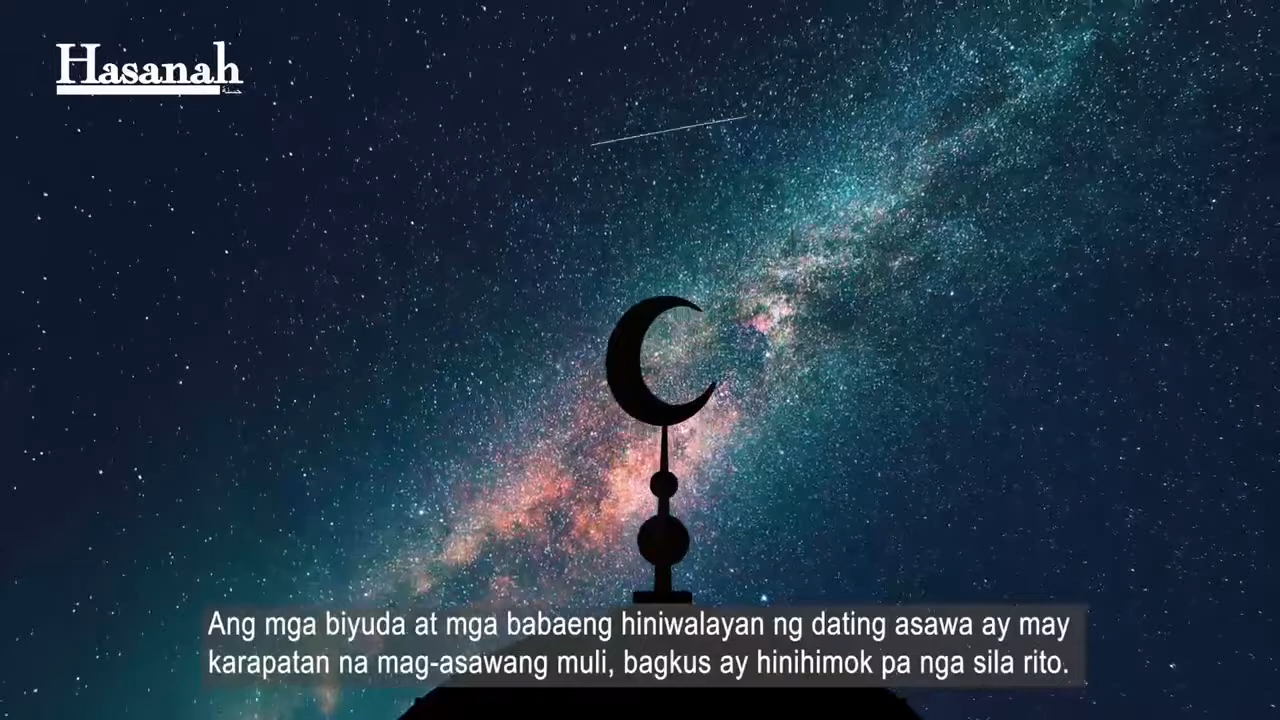 Hasanah
حسنة
Ang mga biyuda at mga babaeng hiniwalayan ng dating asawa ay may
karapatan na mag-asawang muli, bagkus ay hinihimok pa nga sila rito.